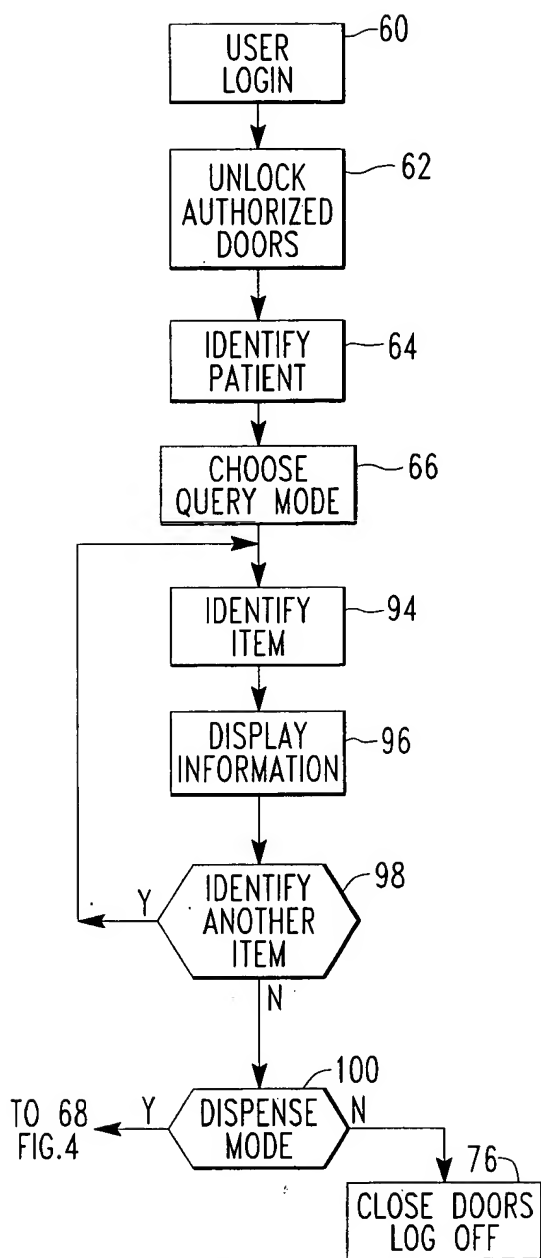 60
USER
LOGIN
62
UNLOCK
AUTHORIZED
DOORS
IDENTIFY
PATIENT
64
CHOOSE
QUERY MODE
66
IDENTIFY
ITEM
94
DISPLAY
INFORMATION
96
IDENTIFY
ANOTHER
ITEM
98
Y
N
100
TO 68
FIG.4
Y
DISPENSE
MODE
N
76
CLOSE DOORS
LOG OFF